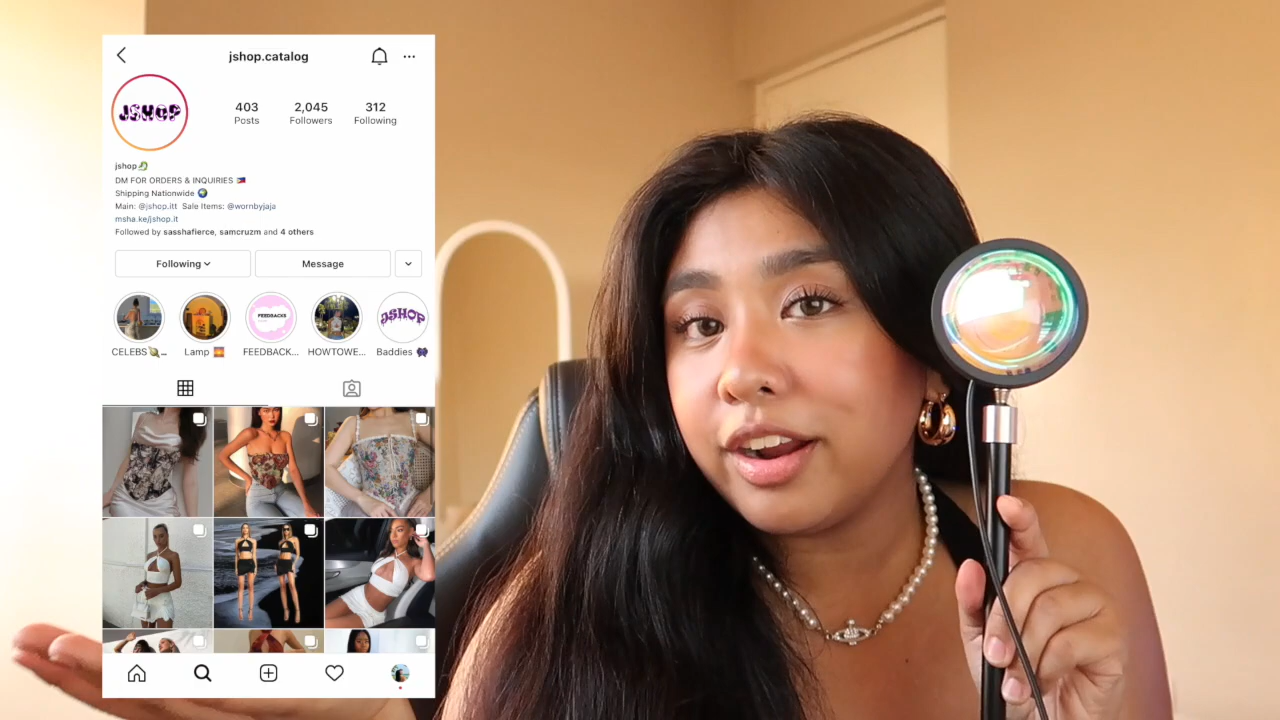 jshop.catalog
JSHOP
403 2,045 312
Posts Followers Following
jshop
DM FOR ORDERS & INQUIRIES
Shipping Nationwide
Main: @jshop.itt Sale Items: @wornbyjaja
msha.ke/jshop.it
Followed by sasshafierce, samcruzm and 4 others
Following Message
FEEDBACKS
JSHOP
CELEBS... Lamp FEEDBACK... HOWTOWE... Baddies